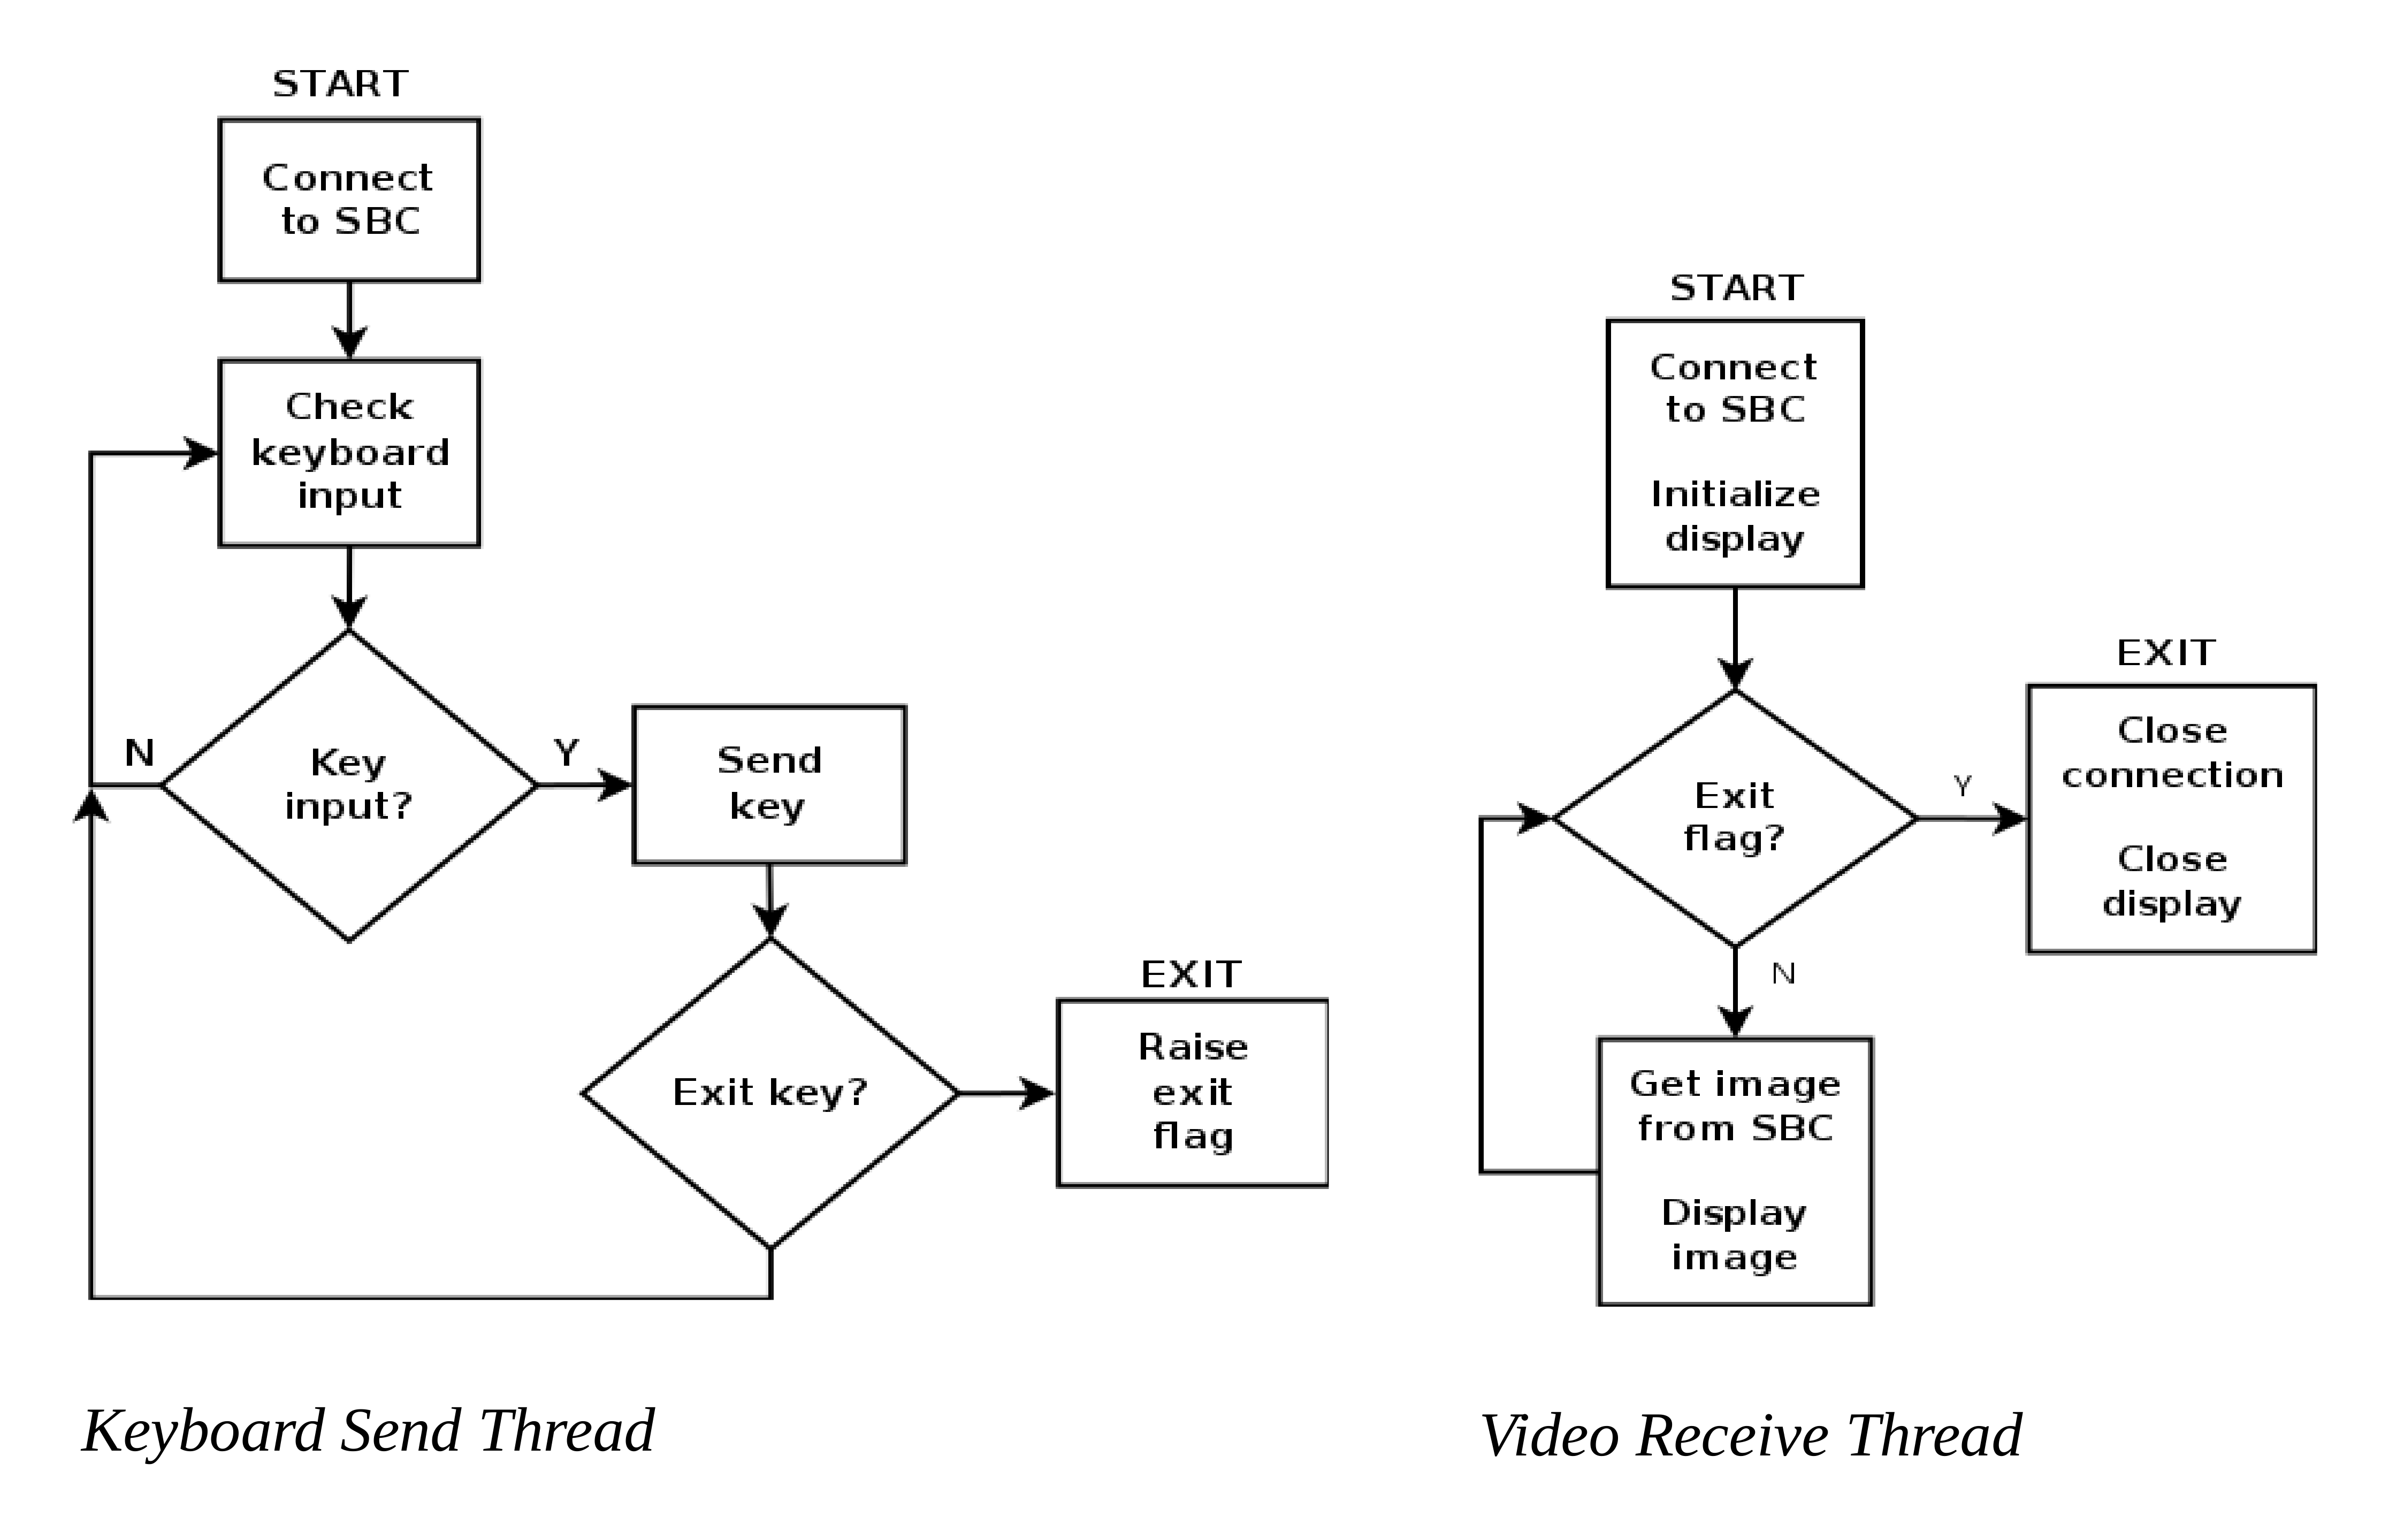 START
Connect
to SBC
Check
keyboard
input
Key
input?
N
Y
Send
key
Exit key?
EXIT
Raise
exit
flag
Keyboard Send Thread
START
Connect
to SBC
Initialize
display
Exit
flag?
Y
N
EXIT
Close
connection
Close
display
Get image
from SBC
Display
image
Video Receive Thread